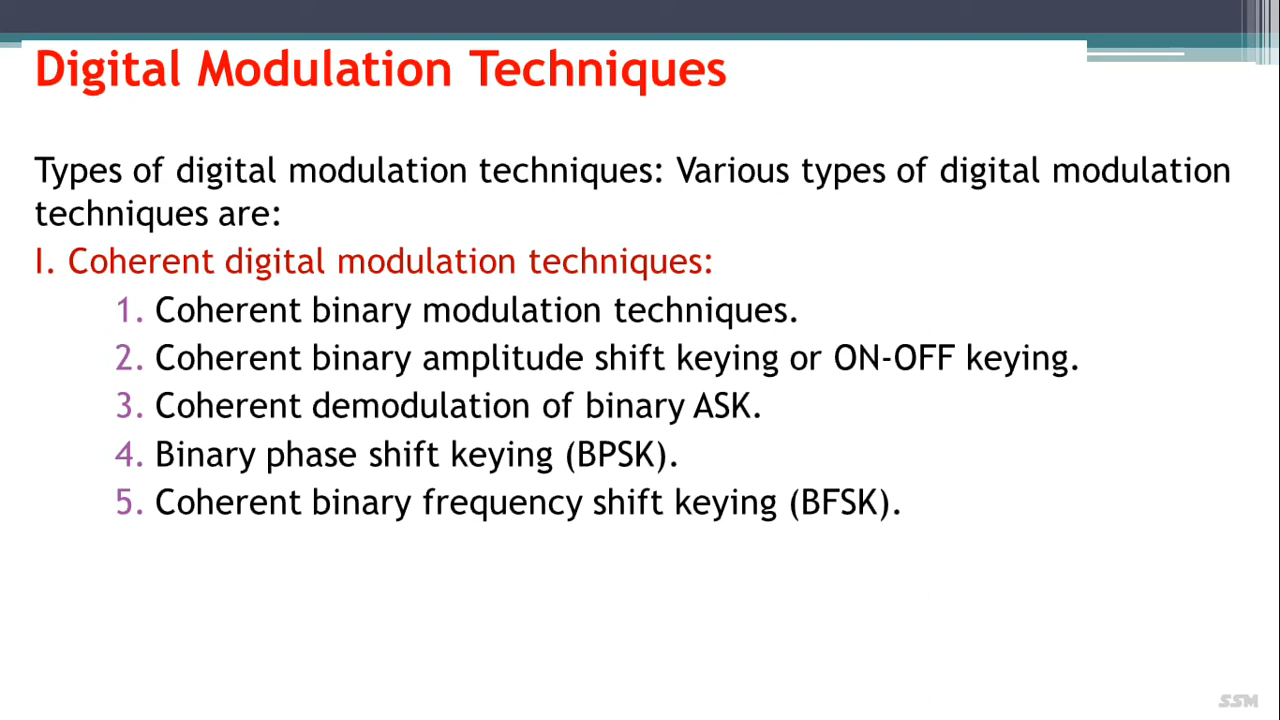 Digital Modulation Techniques
Types of digital modulation techniques: Various types of digital modulation
techniques are:
I. Coherent digital modulation techniques:
1. Coherent binary modulation techniques.
2. Coherent binary amplitude shift keying or ON-OFF keying.
3. Coherent demodulation of binary ASK.
4. Binary phase shift keying (BPSK).
5. Coherent binary frequency shift keying (BFSK).
SSM